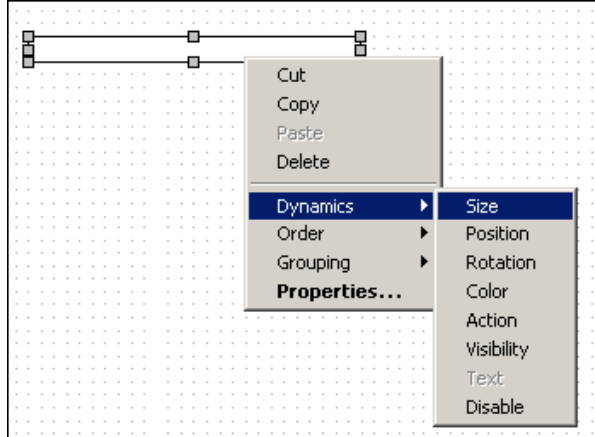 Cut
Copy
Paste
Delete
Dynamics
Order
Grouping
Properties...
Size
Position
Rotation
Color
Action
Visibility
Text
Disable